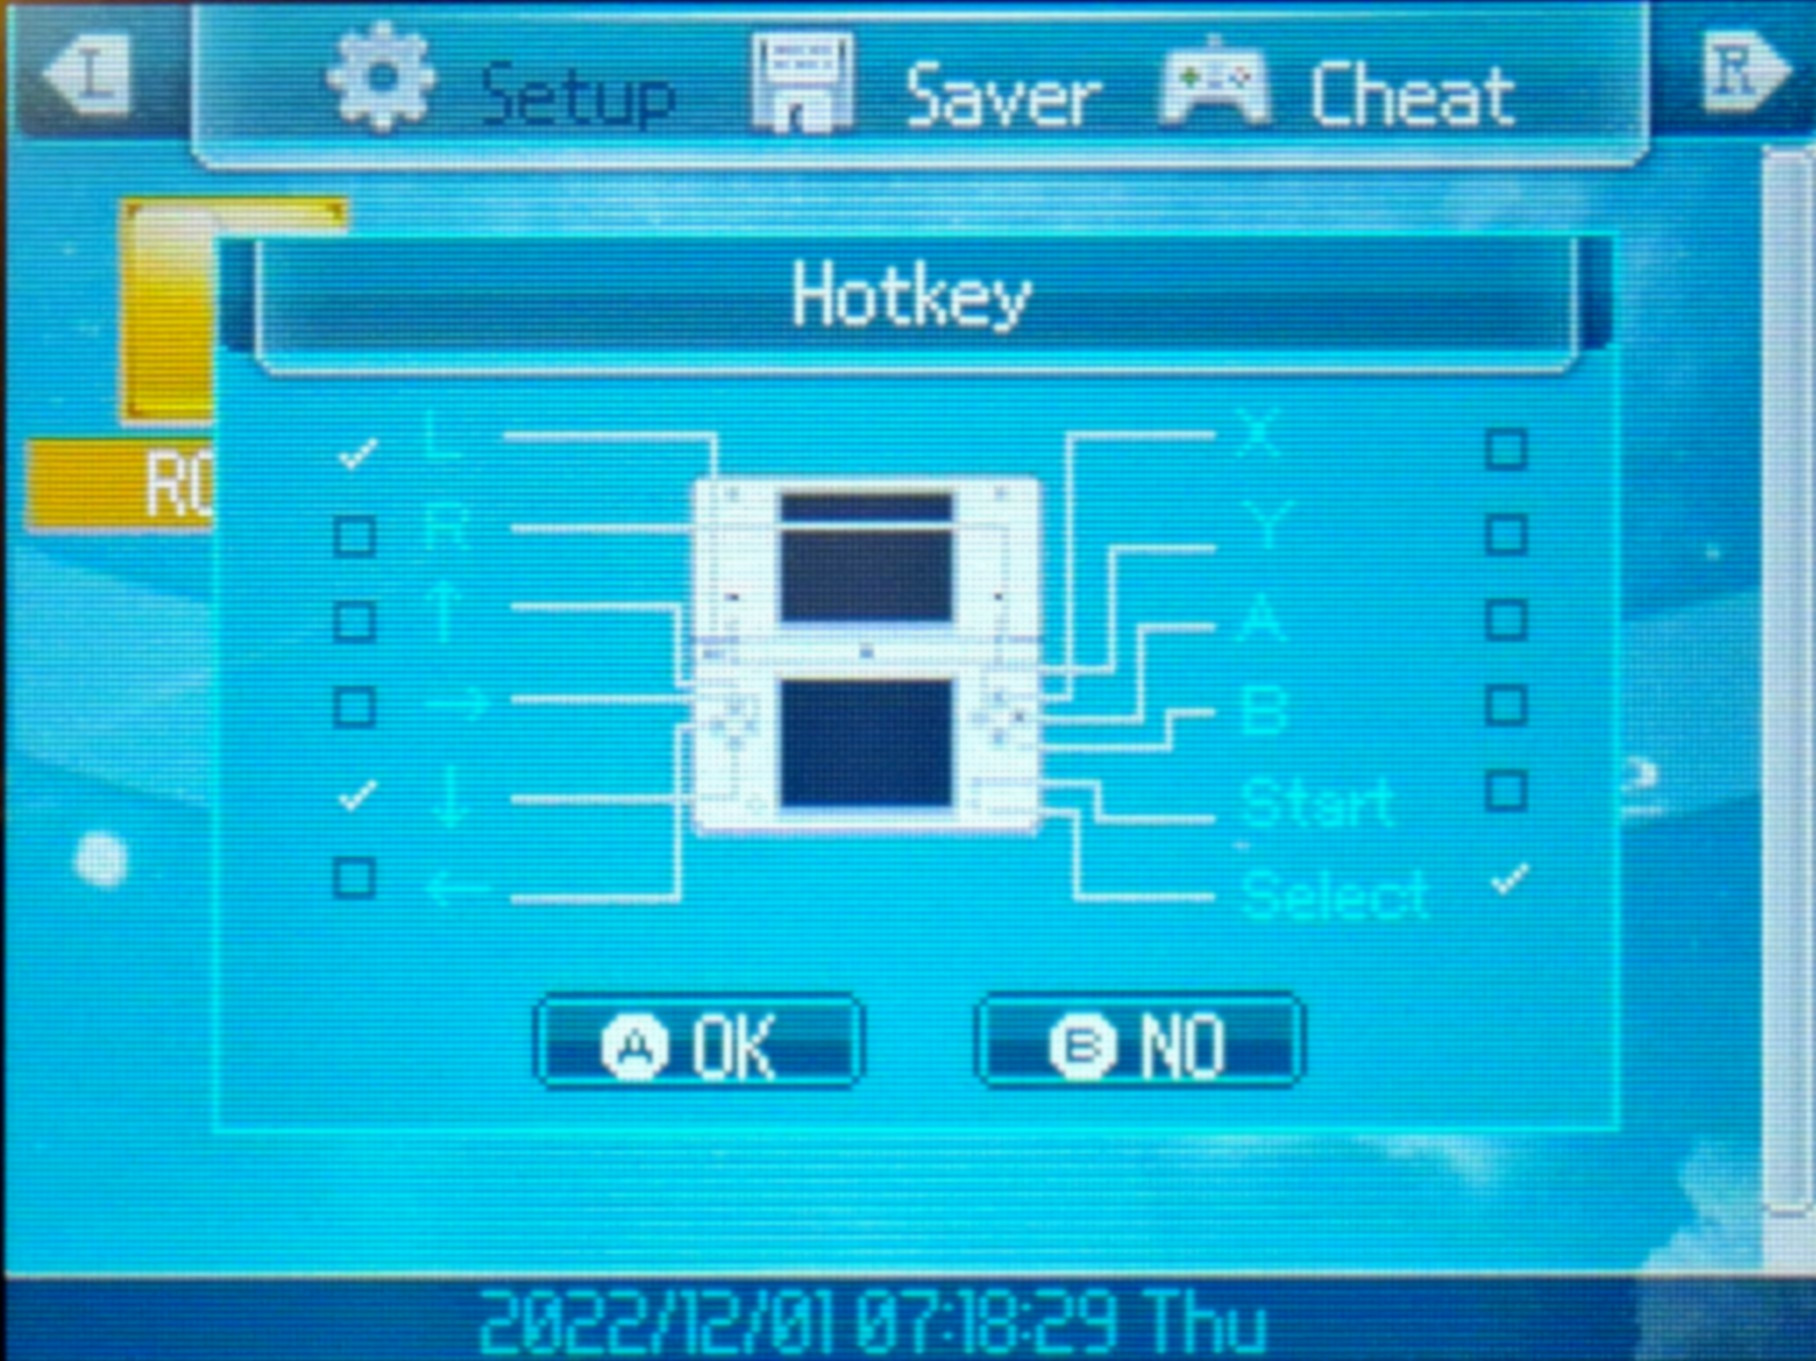 L Setup Saver Cheat R
Hotkey
L X
R Y
↑ A
→ B
↓ Start
← Select
A OK B NO
2022/12/01 07:18:29 Thu